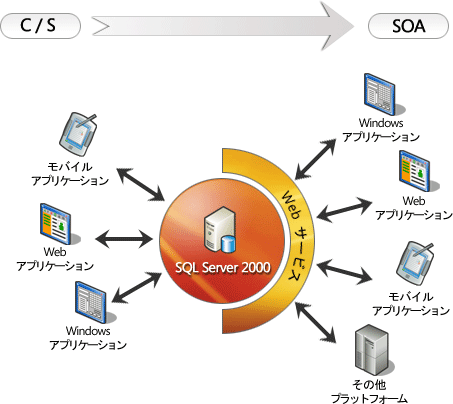 C / S
SOA
モバイル
アプリケーション
Web
アプリケーション
Windows
アプリケーション
SQL Server 2000
Web サービス
Windows
アプリケーション
Web
アプリケーション
モバイル
アプリケーション
その他
プラットフォーム